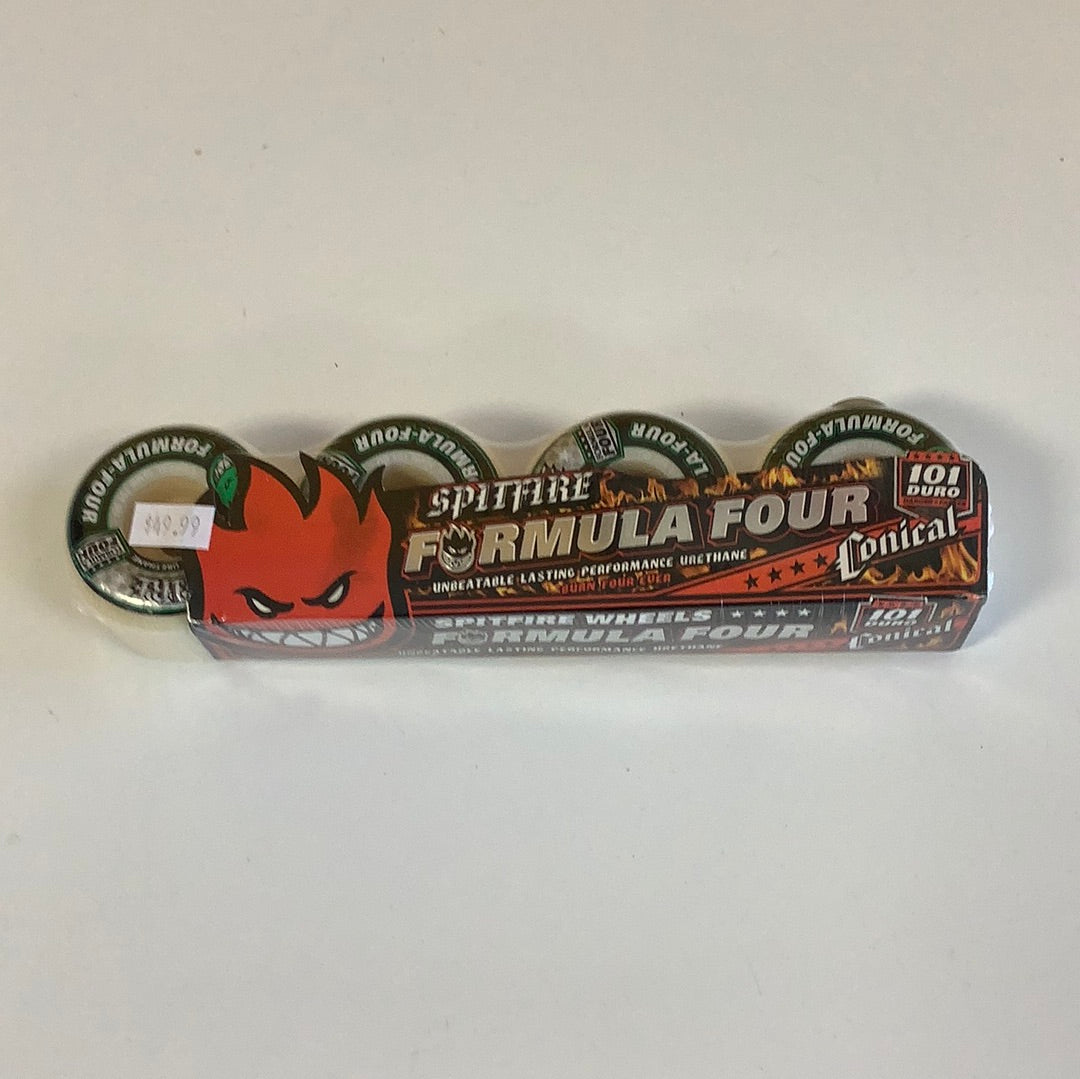 FORMULA-FOUR
$49.99
FORMULA-FOUR
LA-FOUR
FORMULA-FOUR
SPITFIRE
FORMULA FOUR
UNBEATABLE-LASTING PERFORMANCE URETHANE
BURN FOUR EVER
101
DURO
Conical
SPITFIRE WHEELS
FORMULA FOUR
UNBEATABLE LASTING PERFORMANCE URETHANE
101
DURO
Conical